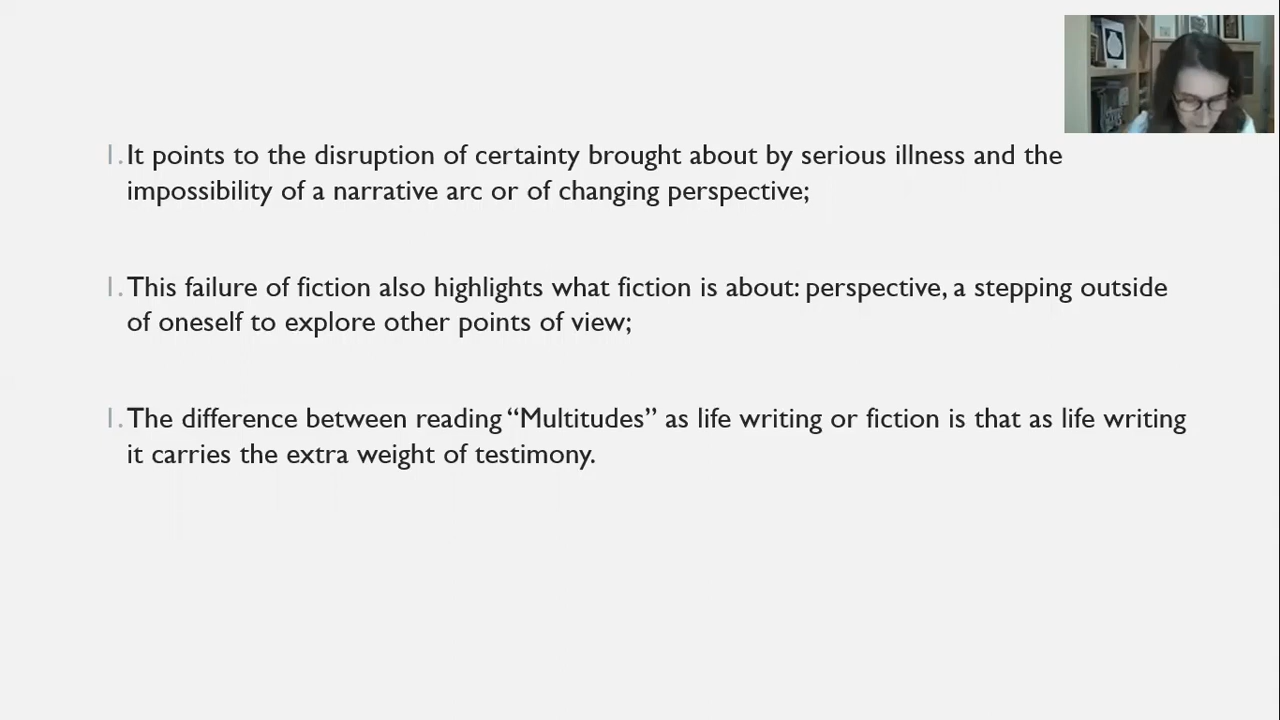 1. It points to the disruption of certainty brought about by serious illness and the
impossibility of a narrative arc or of changing perspective;
1. This failure of fiction also highlights what fiction is about: perspective, a stepping outside
of oneself to explore other points of view;
1. The difference between reading “Multitudes” as life writing or fiction is that as life writing
it carries the extra weight of testimony.